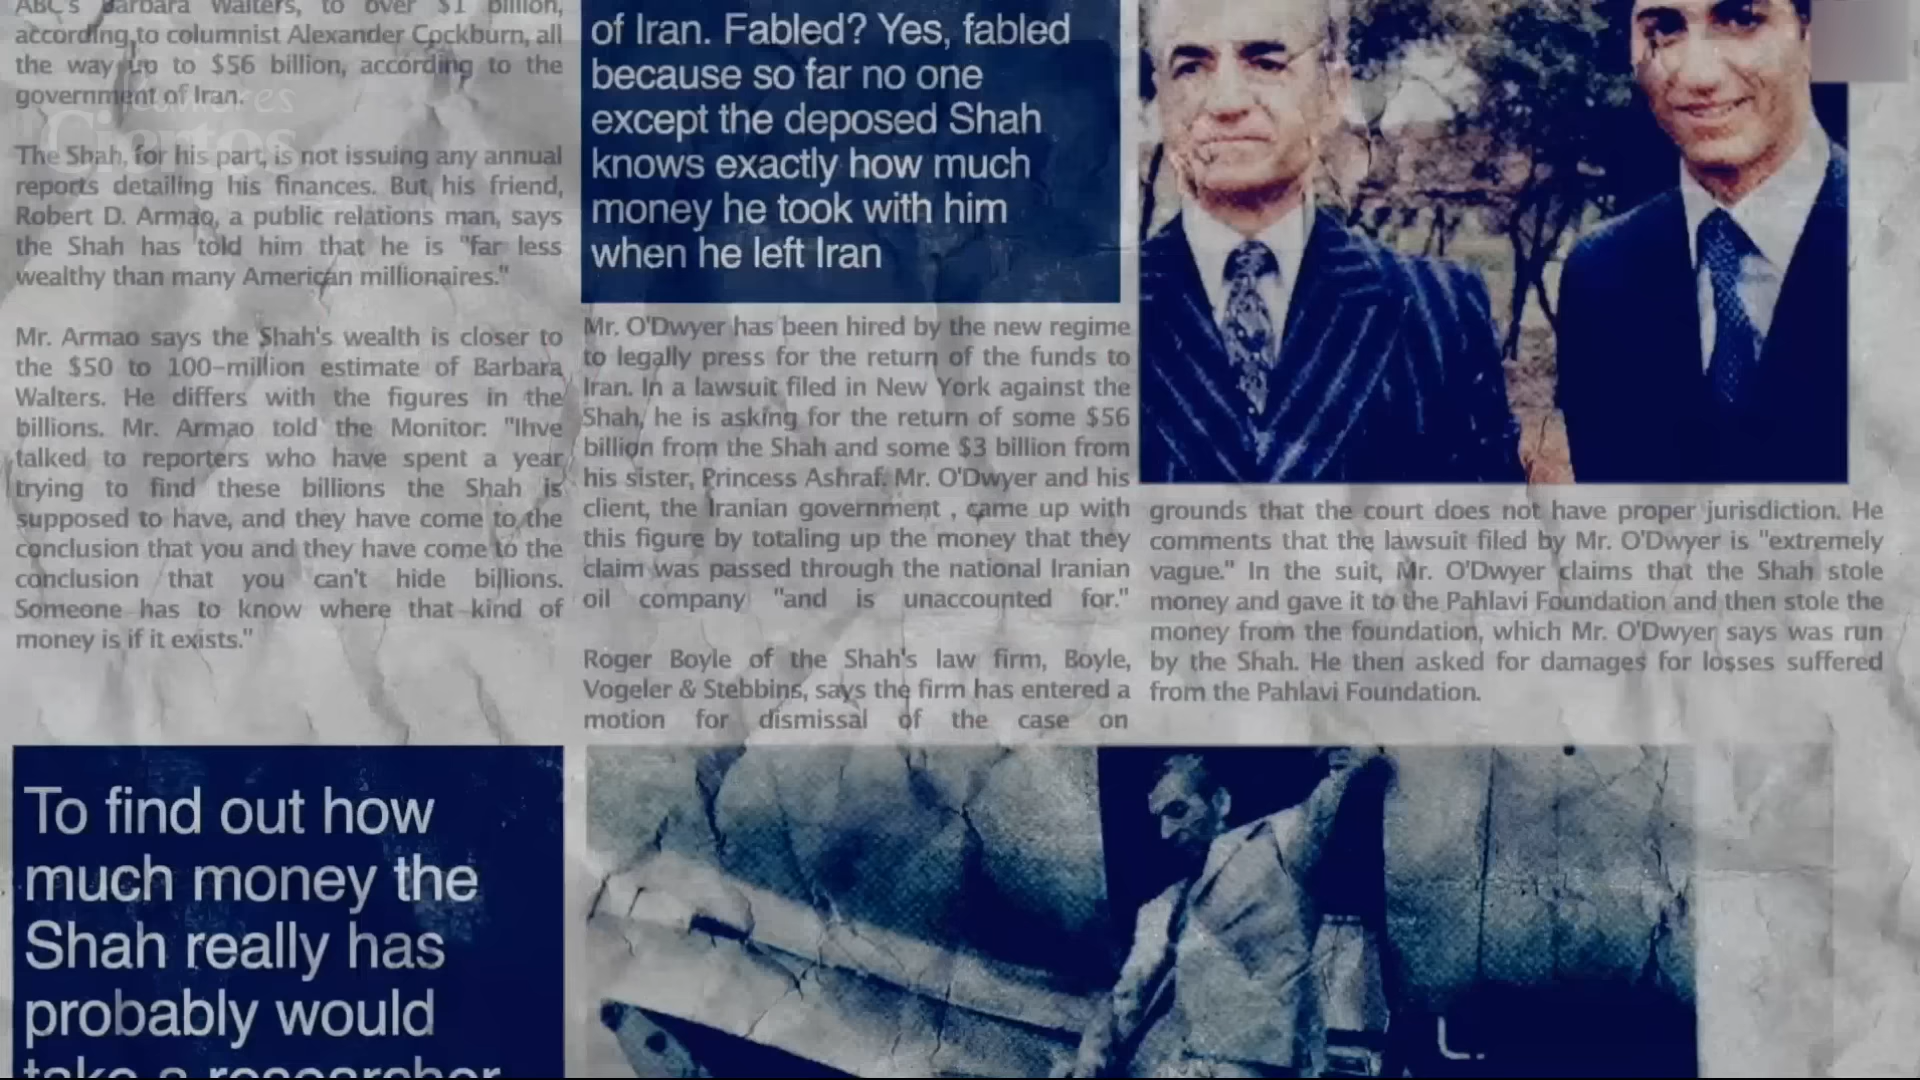 ABC's Barbara Walters, to over $1 billion,
according to columnist Alexander Cockburn, all
the way up to $56 billion, according to the
government of Iran.
The Shah, for his part, is not issuing any annual
reports detailing his finances. But his friend,
Robert D. Armao, a public relations man, says
the Shah has told him that he is "far less
wealthy than many American millionaires."
Mr. Armao says the Shah's wealth is closer to
the $50 to 100-million estimate of Barbara
Walters. He differs with the figures in the
billions. Mr. Armao told the Monitor: "Ihve
talked to reporters who have spent a year
trying to find these billions the Shah is
supposed to have, and they have come to the
conclusion that you and they have come to the
conclusion that you can't hide billions.
Someone has to know where that kind of
money is if it exists."
To find out how
much money the
Shah really has
probably would
take a researcher
of Iran. Fabled? Yes, fabled
because so far no one
except the deposed Shah
knows exactly how much
money he took with him
when he left Iran
Mr. O'Dwyer has been hired by the new regime
to legally press for the return of the funds to
Iran. In a lawsuit filed in New York against the
Shah, he is asking for the return of some $56
billion from the Shah and some $3 billion from
his sister, Princess Ashraf. Mr. O'Dwyer and his
client, the Iranian government , came up with
this figure by totaling up the money that they
claim was passed through the national Iranian
oil company "and is unaccounted for."
Roger Boyle of the Shah's law firm, Boyle,
Vogeler & Stebbins, says the firm has entered a
motion for dismissal of the case on
grounds that the court does not have proper jurisdiction. He
comments that the lawsuit filed by Mr. O'Dwyer is "extremely
vague." In the suit, Mr. O'Dwyer claims that the Shah stole
money and gave it to the Pahlavi Foundation and then stole the
money from the foundation, which Mr. O'Dwyer says was run
by the Shah. He then asked for damages for losses suffered
from the Pahlavi Foundation.
L.
Ciertos